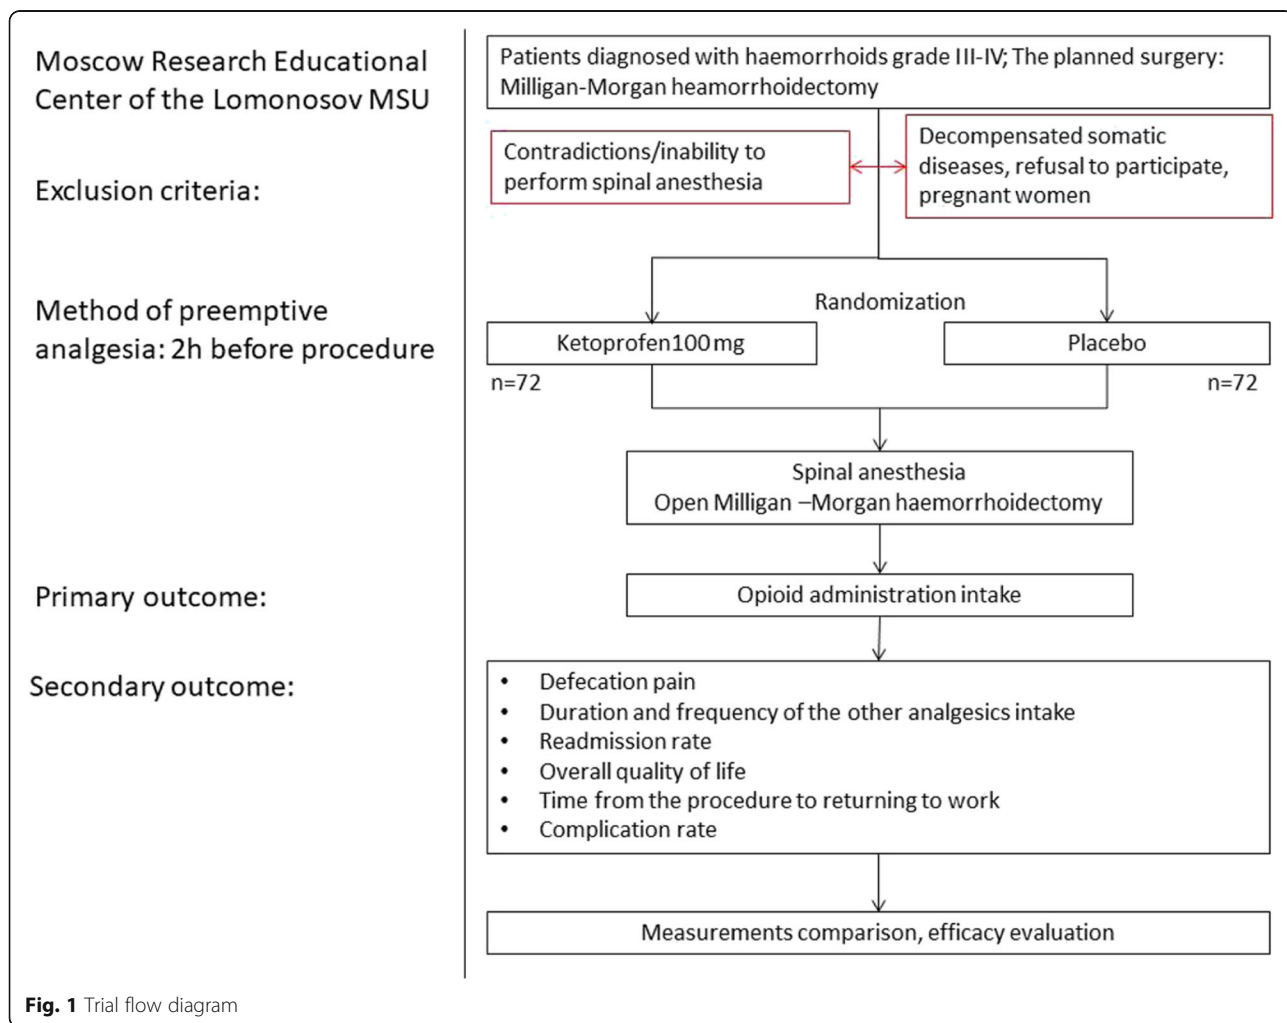 Moscow Research Educational
Center of the Lomonosov MSU
Patients diagnosed with haemorrhoids grade III-IV; The planned surgery:
Milligan-Morgan heamorrhoidectomy
Exclusion criteria:
Contradictions/inability to
perform spinal anesthesia
Decompensated somatic
diseases, refusal to participate,
pregnant women
Method of preemptive
analgesia: 2h before procedure
Randomization
Ketoprofen100 mg
Placebo
n=72
n=72
Spinal anesthesia
Open Milligan –Morgan haemorrhoidectomy
Primary outcome:
Opioid administration intake
Secondary outcome:
• Defecation pain
• Duration and frequency of the other analgesics intake
• Readmission rate
• Overall quality of life
• Time from the procedure to returning to work
• Complication rate
Measurements comparison, efficacy evaluation
Fig. 1 Trial flow diagram